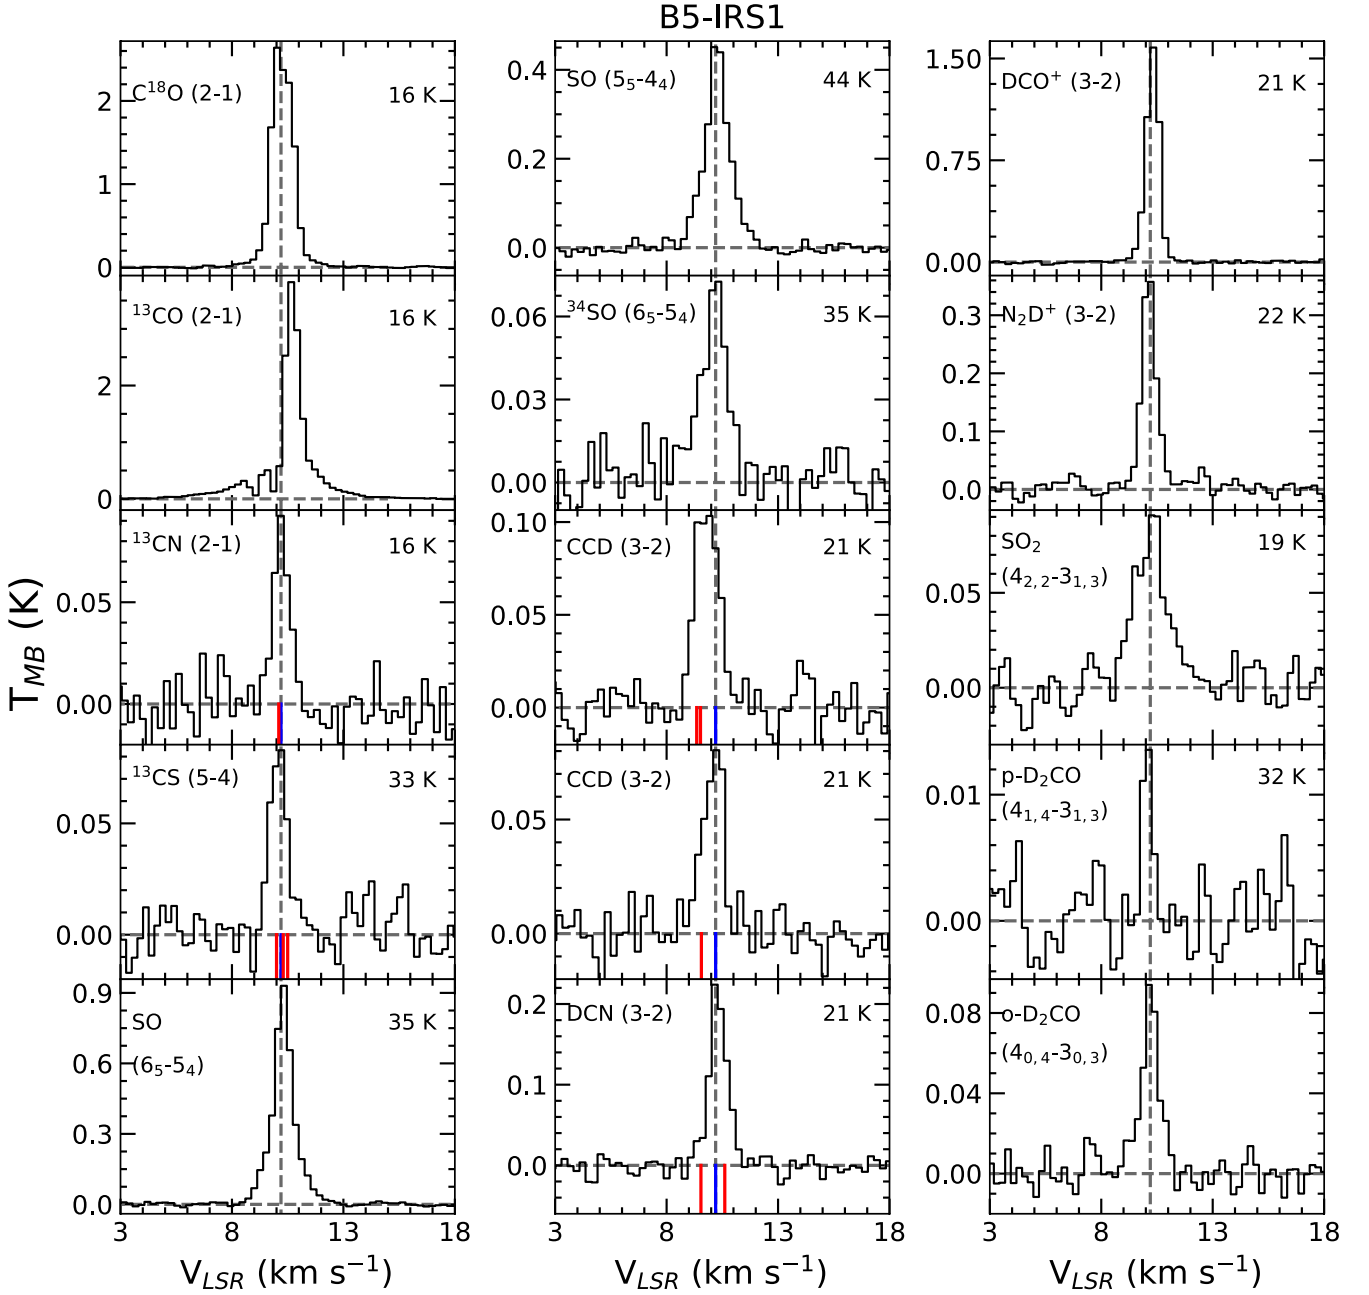 B5-IRS1
C¹⁸O (2-1) 16 K
2
1
0
SO (5₅-4₄) 44 K
0.4
0.2
0.0
DCO⁺ (3-2) 21 K
1.50
0.75
0.00
¹³CO (2-1) 16 K
2
0
³⁴SO (6₅-5₄) 35 K
0.06
0.03
0.00
N₂D⁺ (3-2) 22 K
0.3
0.2
0.1
0.0
¹³CN (2-1) 16 K
0.05
0.00
CCD (3-2) 21 K
0.10
0.05
0.00
SO₂ 19 K
(4₂,₂-3₁,₃)
0.05
0.00
¹³CS (5-4) 33 K
0.05
0.00
CCD (3-2) 21 K
0.05
0.00
p-D₂CO 32 K
(4₁,₄-3₁,₃)
0.01
0.00
SO 35 K
(6₅-5₄)
0.9
0.6
0.3
0.0
DCN (3-2) 21 K
0.2
0.1
0.0
o-D₂CO 21 K
(4₀,₄-3₀,₃)
0.08
0.04
0.00
3 8 13 18
3 8 13 18
3 8 13 18
V_LSR (km s⁻¹)
V_LSR (km s⁻¹)
V_LSR (km s⁻¹)
T_MB (K)